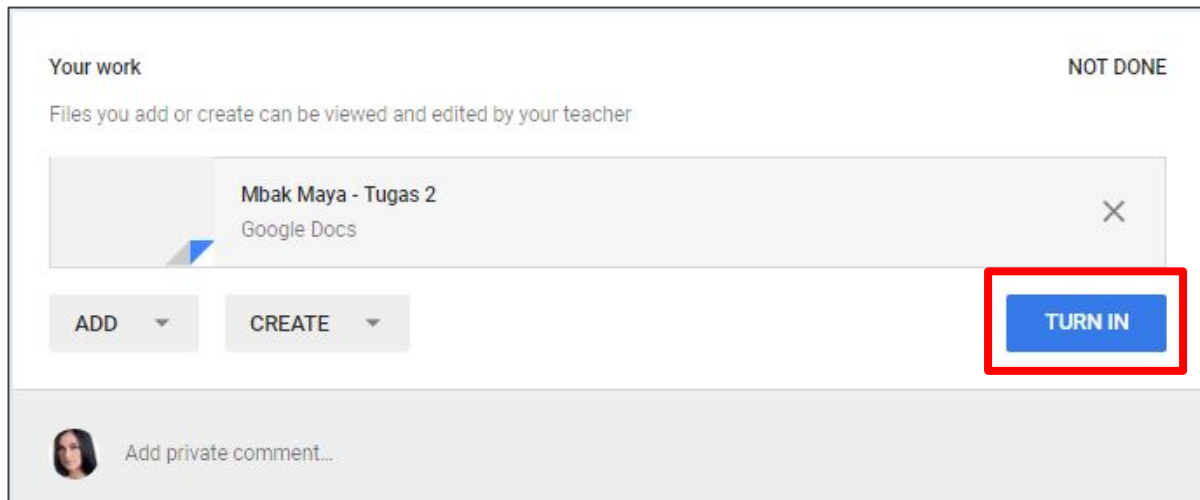 Your work
NOT DONE
Files you add or create can be viewed and edited by your teacher
Mbak Maya - Tugas 2
Google Docs
ADD
CREATE
TURN IN
Add private comment...